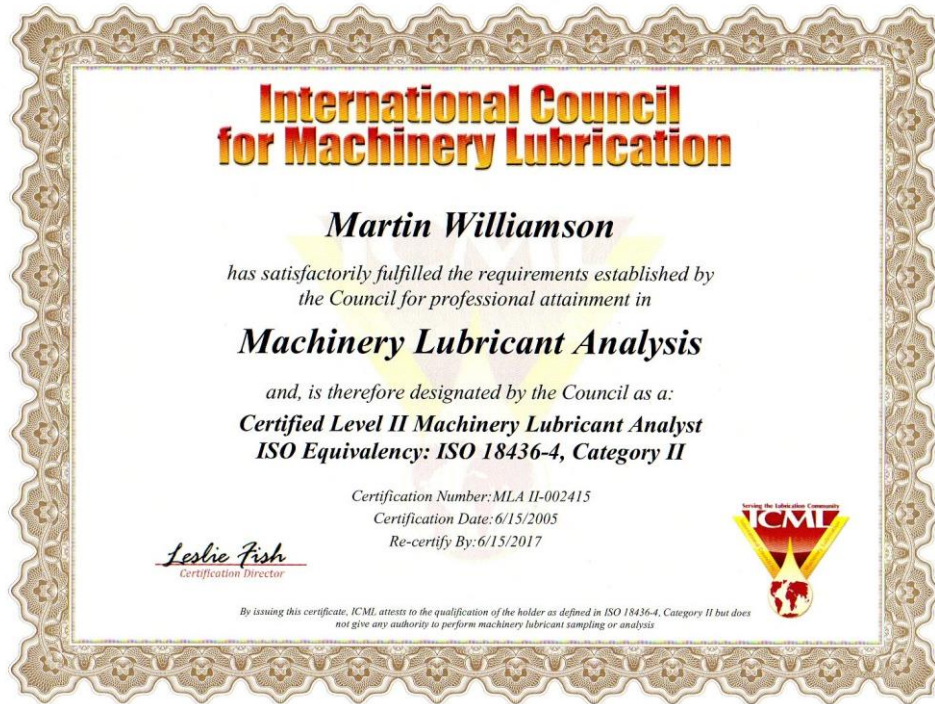 International Council
for Machinery Lubrication
Martin Williamson
has satisfactorily fulfilled the requirements established by
the Council for professional attainment in
Machinery Lubricant Analysis
and, is therefore designated by the Council as a:
Certified Level II Machinery Lubricant Analyst
ISO Equivalency: ISO 18436-4, Category II
Certification Number:MLA II-002415
Certification Date:6/15/2005
Re-certify By:6/15/2017
Leslie Fish
Certification Director
Serving the Lubrication Community
ICML
By issuing this certificate, ICML attests to the qualification of the holder as defined in ISO 18436-4, Category II but does
not give any authority to perform machinery lubricant sampling or analysis